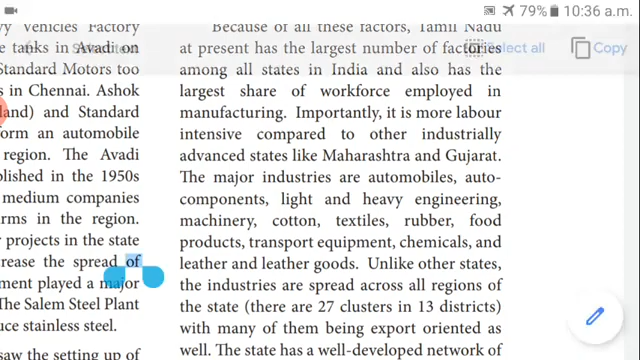 79% 10:36 a.m.
Select all
Copy
y Vehicles Factory
e tanks in Avadi on
Standard Motors too
s in Chennai. Ashok
land) and Standard
orm an automobile
region. The Avadi
blished in the 1950s
medium companies
rms in the region.
r projects in the state
rease the spread of
ment played a major
The Salem Steel Plant
uce stainless steel.
saw the setting up of
Because of all these factors, Tamil Nadu
at present has the largest number of factories
among all states in India and also has the
largest share of workforce employed in
manufacturing. Importantly, it is more labour
intensive compared to other industrially
advanced states like Maharashtra and Gujarat.
The major industries are automobiles, auto-
components, light and heavy engineering,
machinery, cotton, textiles, rubber, food
products, transport equipment, chemicals, and
leather and leather goods. Unlike other states,
the industries are spread across all regions of
the state (there are 27 clusters in 13 districts)
with many of them being export oriented as
well. The state has a well-developed network of